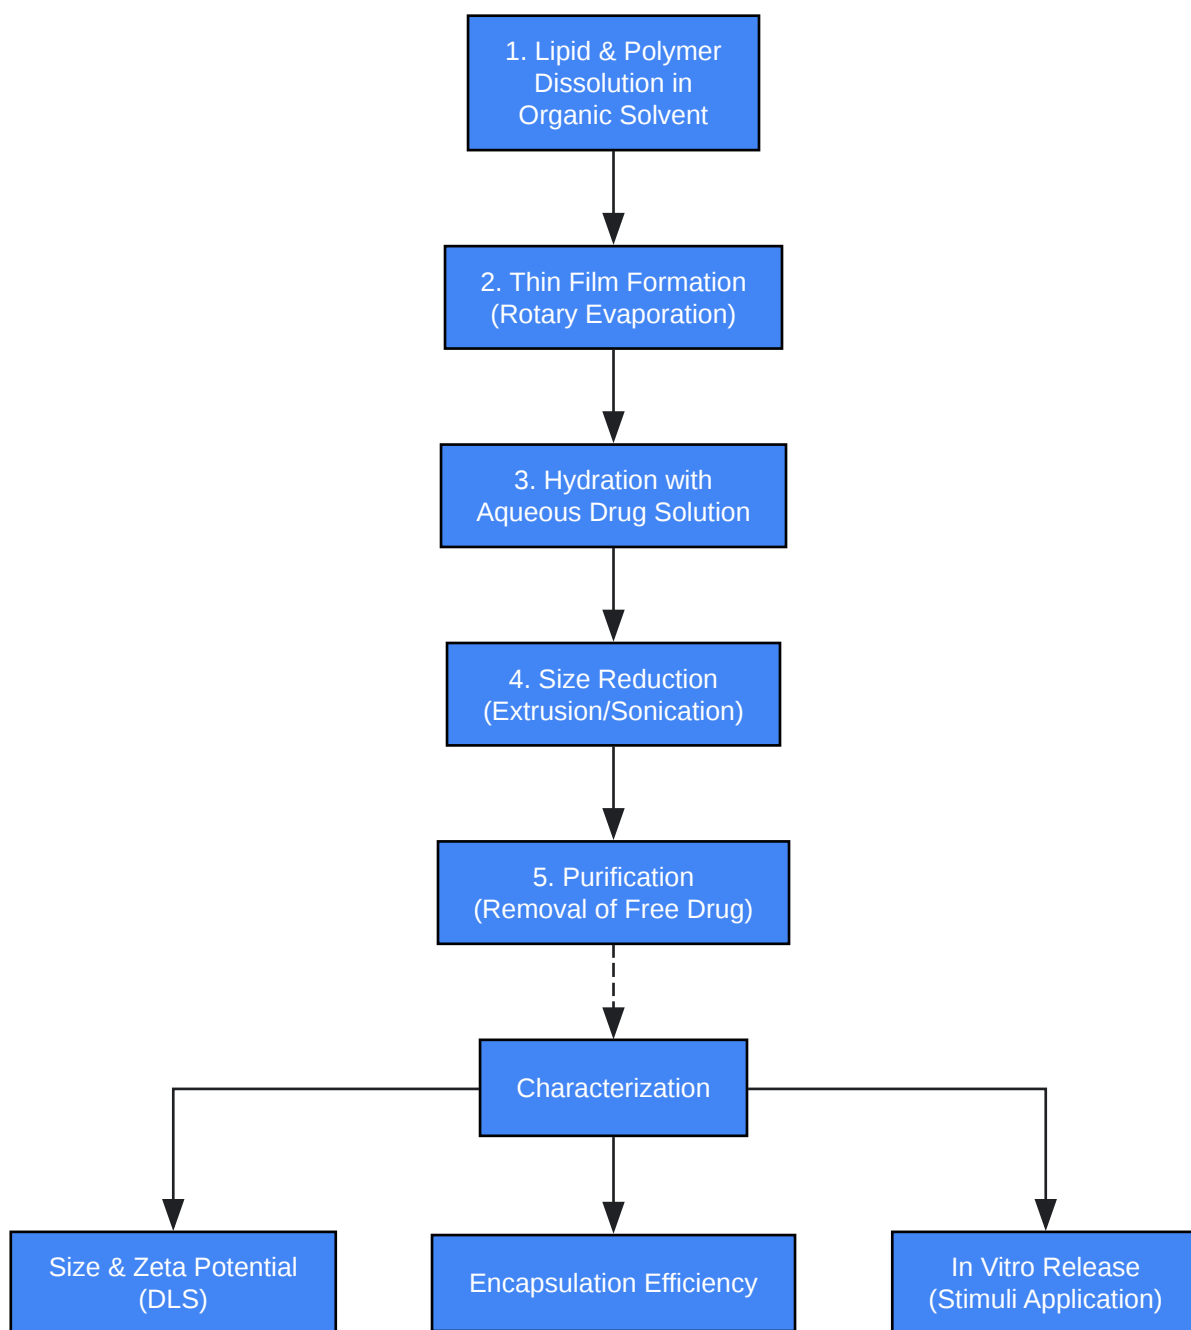 1. Lipid & Polymer
Dissolution in
Organic Solvent
2. Thin Film Formation
(Rotary Evaporation)
3. Hydration with
Aqueous Drug Solution
4. Size Reduction
(Extrusion/Sonication)
5. Purification
(Removal of Free Drug)
Characterization
Size & Zeta Potential
(DLS)
Encapsulation Efficiency
In Vitro Release
(Stimuli Application)